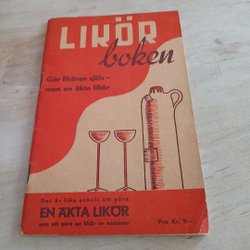 LIKÖR
boken
Gör likören själv—
men en äkta likör
Det är lika enkelt att göra
EN ÄKTA LIKÖR
som att göra en likör av essenser
Pris Kr. 1:—